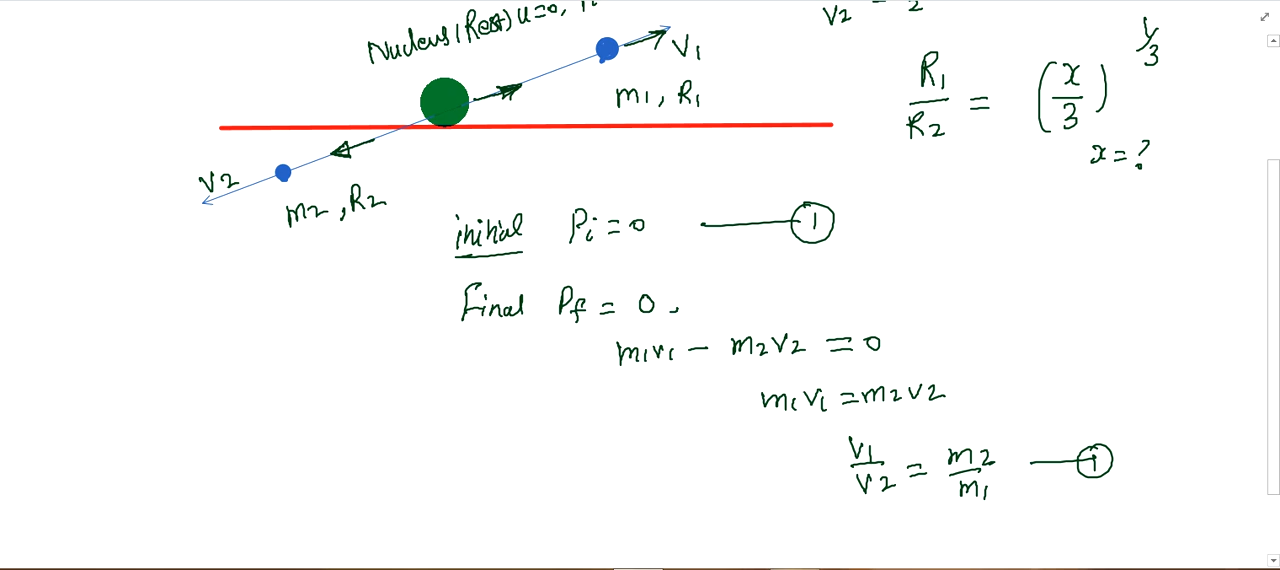 Nucleus (Rest) u=0,
V2 = 2
V1
m1, R1
R1/R2 = (x/3)^1/3
x = ?
V2
m2, R2
initial Pi = 0 ——— ①
Final Pf = 0.
m1v1 - m2v2 = 0
m1v1 = m2v2
V1/V2 = m2/m1 — ①